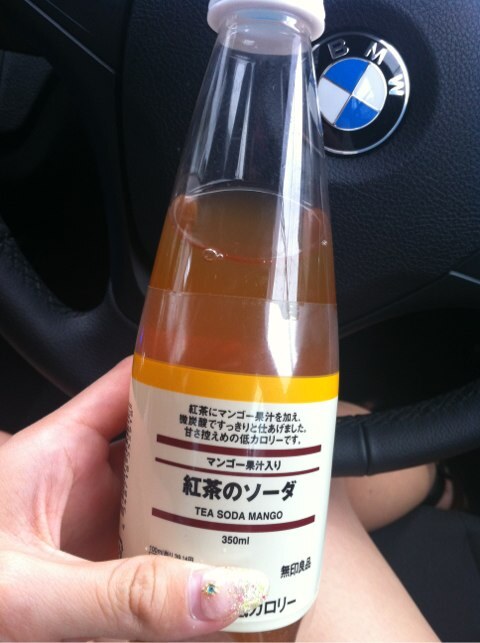 BMW
紅茶にマンゴー果汁を加え、
微炭酸ですっきりと仕あげました。
甘さ控えめの低カロリーです。
マンゴー果汁入り
紅茶のソーダ
TEA SODA MANGO
350ml
無印良品
カロリー